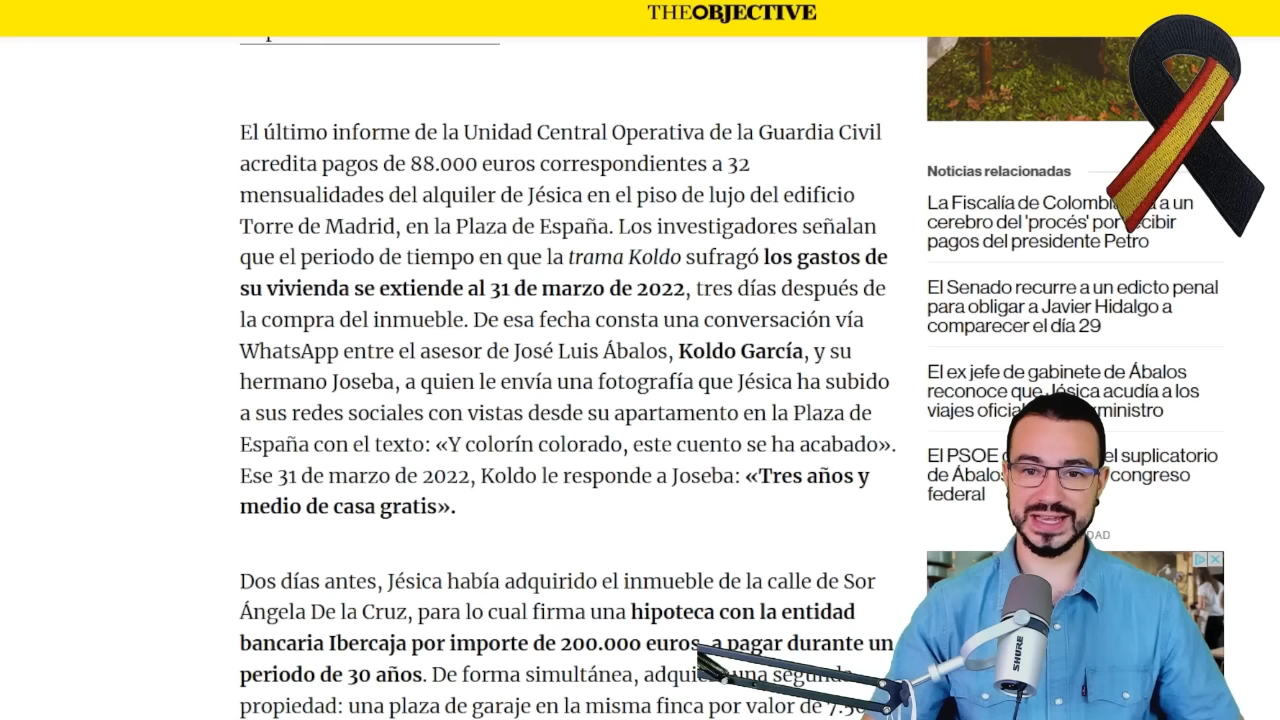 THEOBJECTIVE
El último informe de la Unidad Central Operativa de la Guardia Civil
acredita pagos de 88.000 euros correspondientes a 32
mensualidades del alquiler de Jésica en el piso de lujo del edificio
Torre de Madrid, en la Plaza de España. Los investigadores señalan
que el periodo de tiempo en que la trama Koldo sufragó los gastos de
su vivienda se extiende al 31 de marzo de 2022, tres días después de
la compra del inmueble. De esa fecha consta una conversación vía
WhatsApp entre el asesor de José Luis Ábalos, Koldo García, y su
hermano Joseba, a quien le envía una fotografía que Jésica ha subido
a sus redes sociales con vistas desde su apartamento en la Plaza de
España con el texto: «Y colorín colorado, este cuento se ha acabado».
Ese 31 de marzo de 2022, Koldo le responde a Joseba: «Tres años y
medio de casa gratis».
Dos días antes, Jésica había adquirido el inmueble de la calle de Sor
Ángela De la Cruz, para lo cual firma una hipoteca con la entidad
bancaria Ibercaja por importe de 200.000 euros, a pagar durante un
periodo de 30 años. De forma simultánea, una segunda
propiedad: una plaza de garaje en la misma finca por valor de
Noticias relacionadas
La Fiscalía de a un
cerebro del 'procés' por
pagos del presidente Petro
El Senado recurre a un edicto penal
para obligar a Javier Hidalgo a
comparecer el día 29
El ex jefe de gabinete de Ábalos
reconoce que Jésica acudía a los
viajes
El PSOE el suplicatorio
de congreso
federal
SHURE